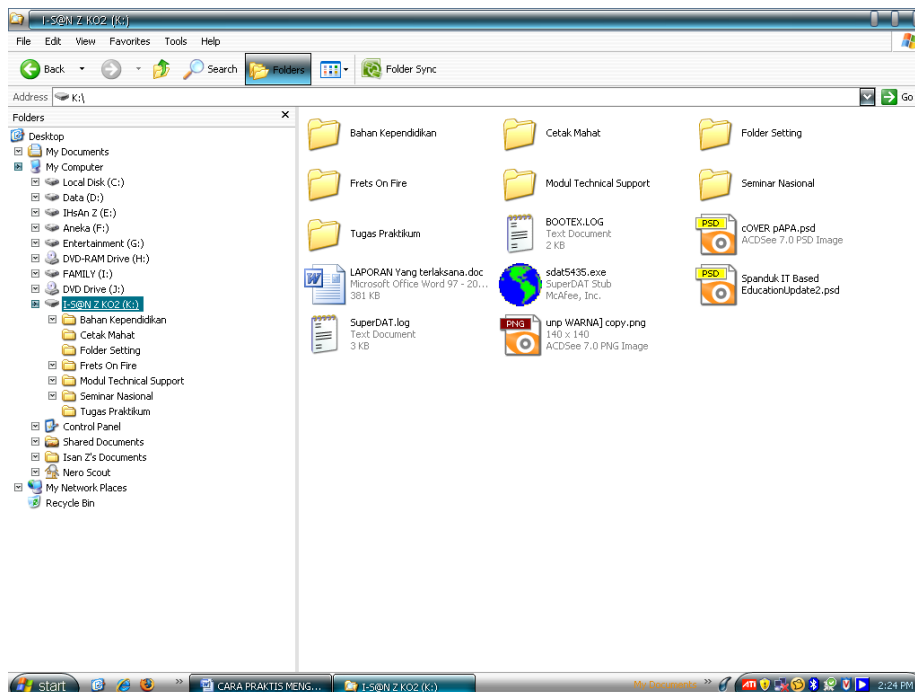 I-S@N Z KO2 (K:)
File Edit View Favorites Tools Help
Back Search Folders Folder Sync
Address K:\ Go
Folders x
Desktop
My Documents
My Computer
Local Disk (C:)
Data (D:)
IHsAn Z (E:)
Aneka (F:)
Entertainment (G:)
DVD-RAM Drive (H:)
FAMILY (I:)
DVD Drive (J:)
I-S@N Z KO2 (K:)
Bahan Kependidikan
Cetak Mahat
Folder Setting
Frets On Fire
Modul Technical Support
Seminar Nasional
Tugas Praktikum
Control Panel
Shared Documents
Isan Z's Documents
Nero Scout
My Network Places
Recycle Bin
Bahan Kependidikan
Cetak Mahat
Folder Setting
Frets On Fire
Modul Technical Support
Seminar Nasional
Tugas Praktikum
BOOTEX.LOG
Text Document
2 KB
PSD
cOVER pAPA.psd
ACDSee 7.0 PSD Image
LAPORAN Yang terlaksana.doc
Microsoft Office Word 97 - 20...
381 KB
sdat5435.exe
SuperDAT Stub
McAfee, Inc.
PSD
Spanduk IT Based
EducationUpdate2.psd
SuperDAT.log
Text Document
3 KB
PNG
unp WARNA] copy.png
140 x 140
ACDSee 7.0 PNG Image
start » CARA PRAKTIS MENG... I-S@N Z KO2 (K:) My Documents » ATI 2:24 PM